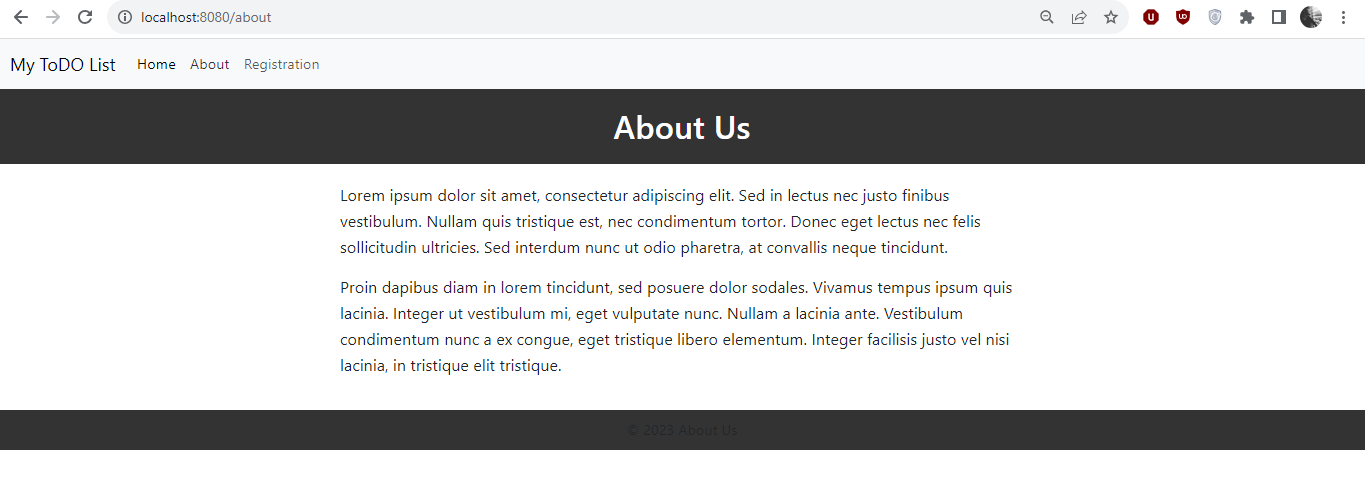 localhost:8080/about
My ToDO List Home About Registration
About Us
Lorem ipsum dolor sit amet, consectetur adipiscing elit. Sed in lectus nec justo finibus
vestibulum. Nullam quis tristique est, nec condimentum tortor. Donec eget lectus nec felis
sollicitudin ultricies. Sed interdum nunc ut odio pharetra, at convallis neque tincidunt.
Proin dapibus diam in lorem tincidunt, sed posuere dolor sodales. Vivamus tempus ipsum quis
lacinia. Integer ut vestibulum mi, eget vulputate nunc. Nullam a lacinia ante. Vestibulum
condimentum nunc a ex congue, eget tristique libero elementum. Integer facilisis justo vel nisi
lacinia, in tristique elit tristique.
© 2023 About Us